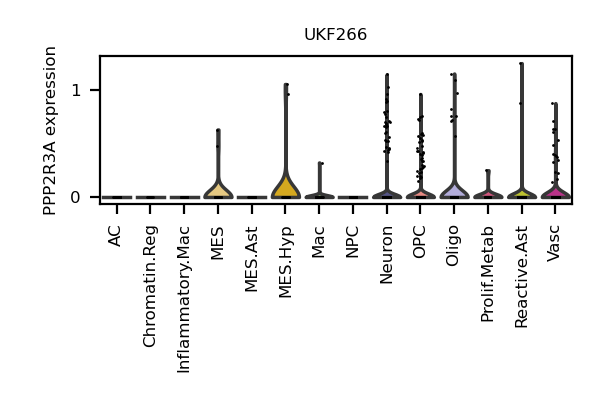 UKF266
PPP2R3A expression
1
0
AC
Chromatin.Reg
Inflammatory.Mac
MES
MES.Ast
MES.Hyp
Mac
NPC
Neuron
OPC
Oligo
Prolif.Metab
Reactive.Ast
Vasc